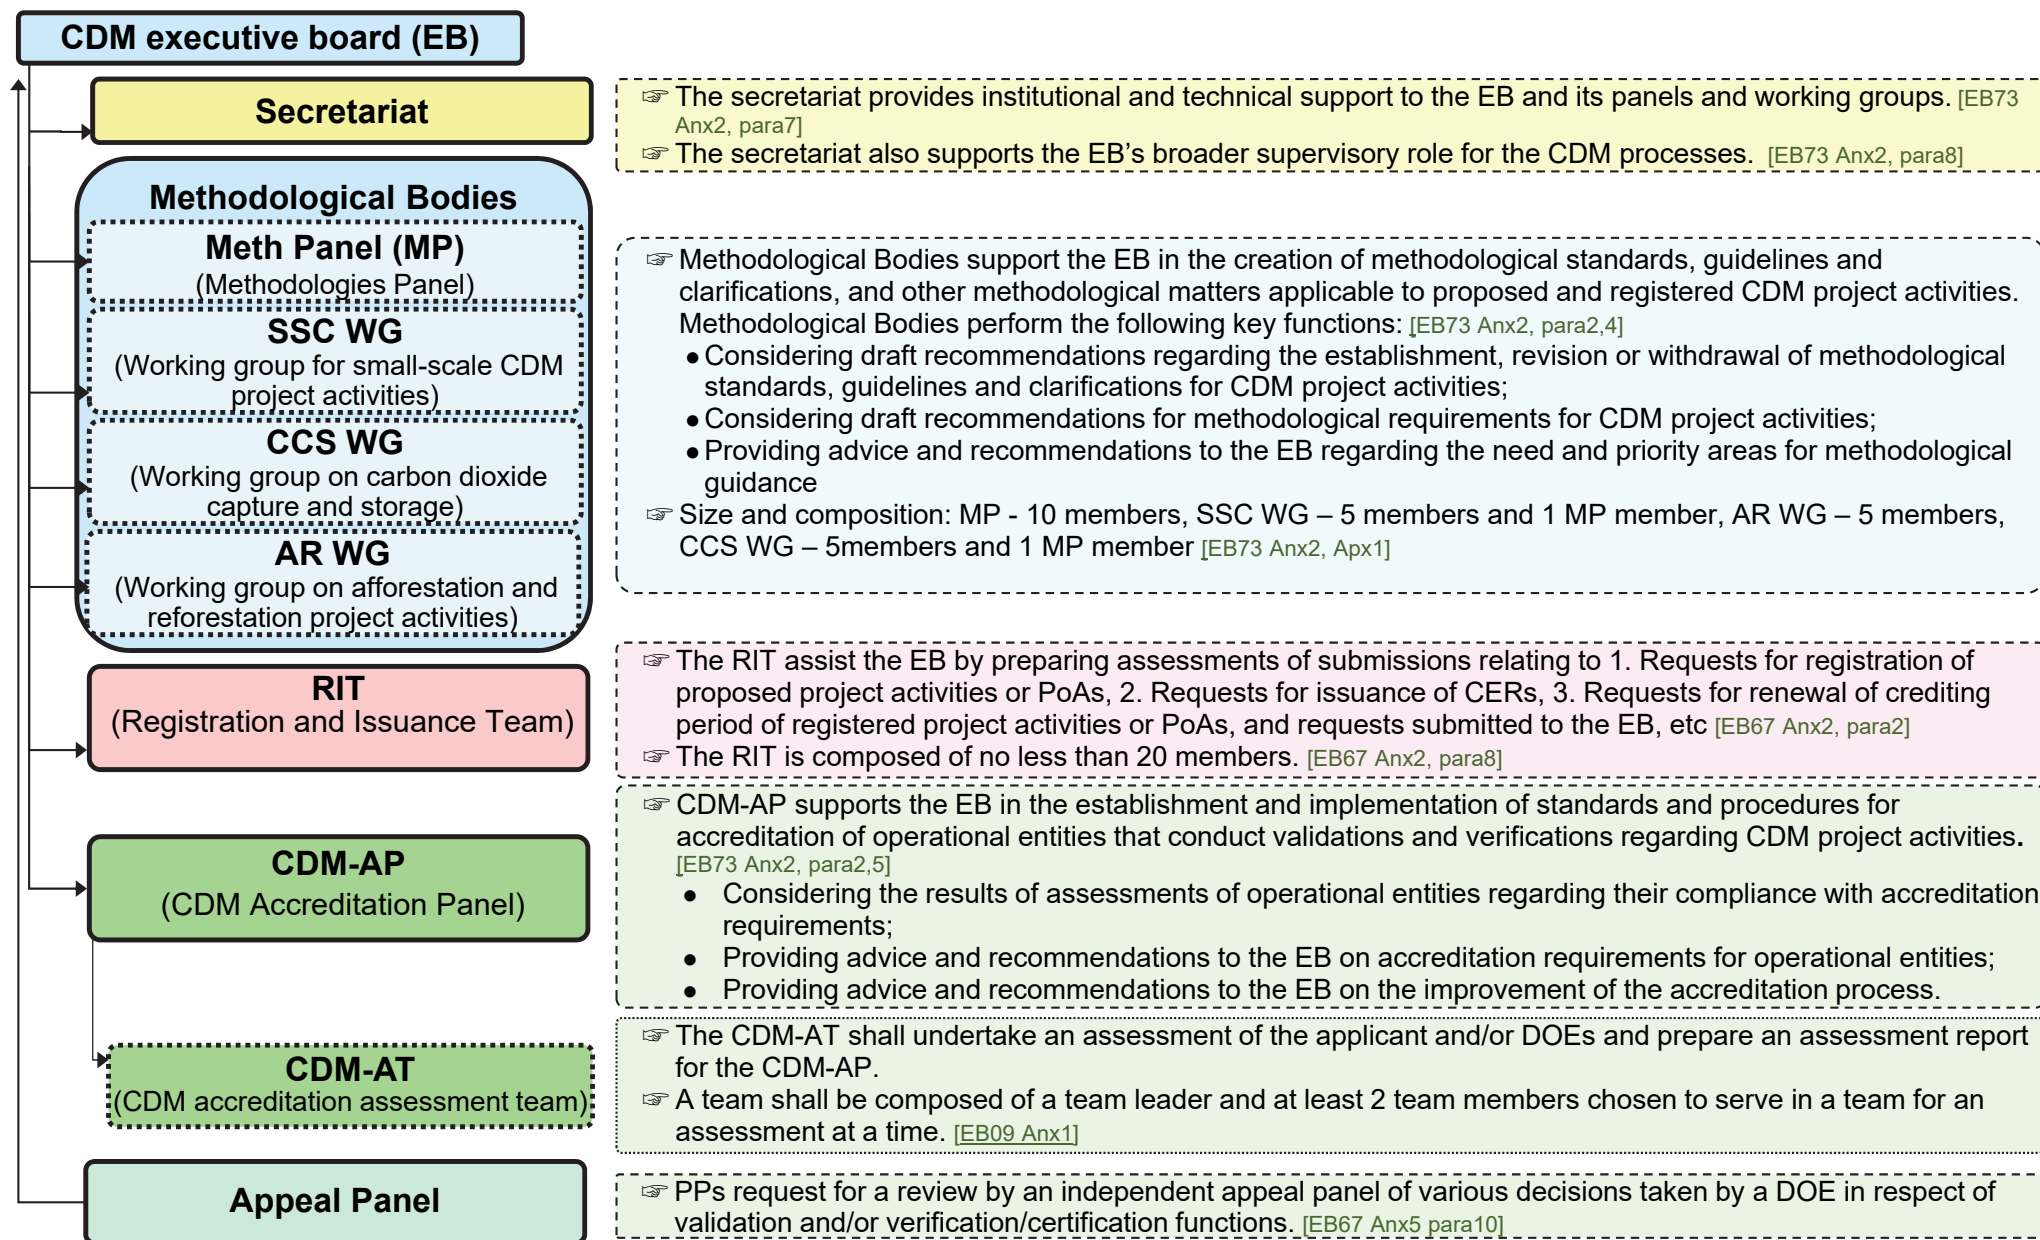 CDM executive board (EB)
Secretariat
☞ The secretariat provides institutional and technical support to the EB and its panels and working groups. [EB73
Anx2, para7]
☞ The secretariat also supports the EB’s broader supervisory role for the CDM processes. [EB73 Anx2, para8]
Methodological Bodies
Meth Panel (MP)
(Methodologies Panel)
SSC WG
(Working group for small-scale CDM
project activities)
CCS WG
(Working group on carbon dioxide
capture and storage)
AR WG
(Working group on afforestation and
reforestation project activities)
☞ Methodological Bodies support the EB in the creation of methodological standards, guidelines and
clarifications, and other methodological matters applicable to proposed and registered CDM project activities.
Methodological Bodies perform the following key functions: [EB73 Anx2, para2,4]
● Considering draft recommendations regarding the establishment, revision or withdrawal of methodological
standards, guidelines and clarifications for CDM project activities;
● Considering draft recommendations for methodological requirements for CDM project activities;
● Providing advice and recommendations to the EB regarding the need and priority areas for methodological
guidance
☞ Size and composition: MP - 10 members, SSC WG – 5 members and 1 MP member, AR WG – 5 members,
CCS WG – 5members and 1 MP member [EB73 Anx2, Apx1]
RIT
(Registration and Issuance Team)
☞ The RIT assist the EB by preparing assessments of submissions relating to 1. Requests for registration of
proposed project activities or PoAs, 2. Requests for issuance of CERs, 3. Requests for renewal of crediting
period of registered project activities or PoAs, and requests submitted to the EB, etc [EB67 Anx2, para2]
☞ The RIT is composed of no less than 20 members. [EB67 Anx2, para8]
CDM-AP
(CDM Accreditation Panel)
☞ CDM-AP supports the EB in the establishment and implementation of standards and procedures for
accreditation of operational entities that conduct validations and verifications regarding CDM project activities.
[EB73 Anx2, para2,5]
● Considering the results of assessments of operational entities regarding their compliance with accreditation
requirements;
● Providing advice and recommendations to the EB on accreditation requirements for operational entities;
● Providing advice and recommendations to the EB on the improvement of the accreditation process.
CDM-AT
(CDM accreditation assessment team)
☞ The CDM-AT shall undertake an assessment of the applicant and/or DOEs and prepare an assessment report
for the CDM-AP.
☞ A team shall be composed of a team leader and at least 2 team members chosen to serve in a team for an
assessment at a time. [EB09 Anx1]
Appeal Panel
☞ PPs request for a review by an independent appeal panel of various decisions taken by a DOE in respect of
validation and/or verification/certification functions. [EB67 Anx5 para10]